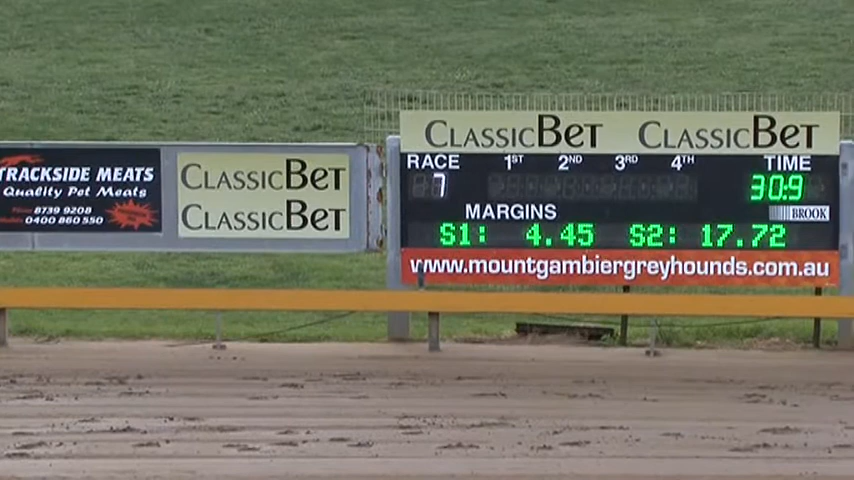 TRACKSIDE MEATS
Quality Pet Meats
8739 9208
0400 860 550
CLASSICBET
CLASSICBET
CLASSICBET CLASSICBET
RACE 1ST 2ND 3RD 4TH TIME
7 30:9
BROOK
MARGINS
S1: 4.45 S2: 17.72
www.mountgambiergreyhounds.com.au